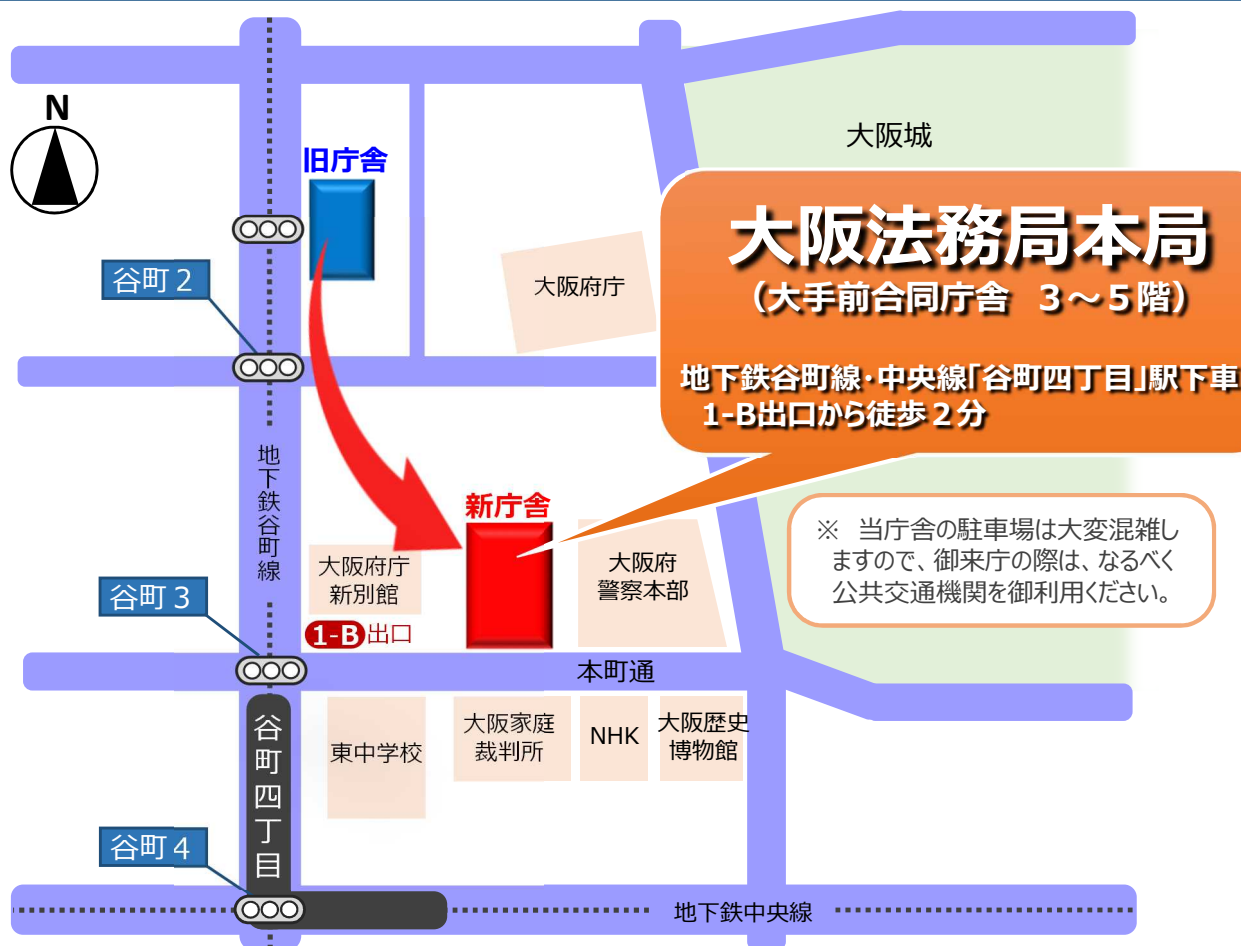 N
旧庁舎
大阪城
大阪法務局本局
（大手前合同庁舎　３～５階）
地下鉄谷町線・中央線「谷町四丁目」駅下車
1-B出口から徒歩２分
谷町２
大阪府庁
地下鉄谷町線
新庁舎
※　当庁舎の駐車場は大変混雑し
ますので、御来庁の際は、なるべく
公共交通機関を御利用ください。
大阪府庁
新別館
大阪府
警察本部
谷町３
1-B出口
本町通
谷町四丁目
東中学校
大阪家庭
裁判所
NHK
大阪歴史
博物館
谷町４
地下鉄中央線